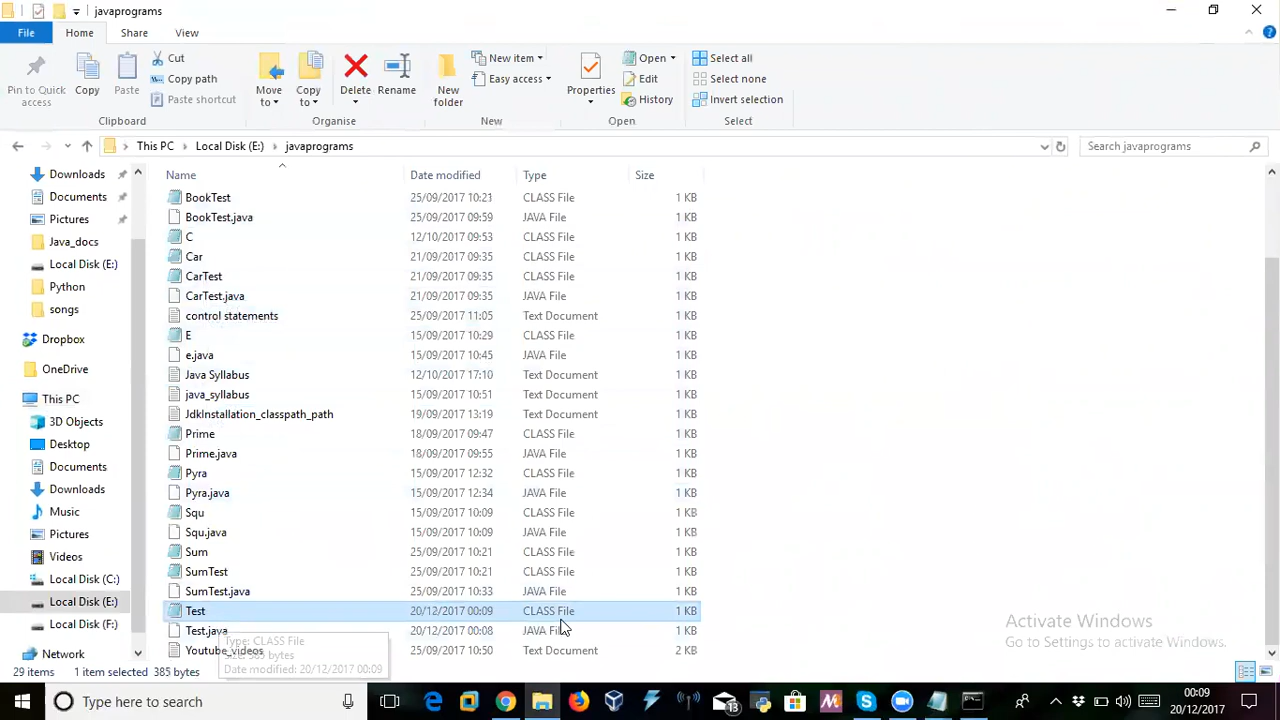 javaprograms
File Home Share View
Pin to Quick access
Copy
Paste
Cut
Copy path
Paste shortcut
Clipboard
Move to
Copy to
Delete
Rename
Organise
New folder
New item
Easy access
New
Properties
Open
Edit
History
Open
Select all
Select none
Invert selection
Select
This PC Local Disk (E:) javaprograms
Search javaprograms
Downloads
Documents
Pictures
Java_docs
Local Disk (E:)
Python
songs
Dropbox
OneDrive
This PC
3D Objects
Desktop
Documents
Downloads
Music
Pictures
Videos
Local Disk (C:)
Local Disk (E:)
Local Disk (F:)
Network
Name Date modified Type Size
BookTest 25/09/2017 10:21 CLASS File 1 KB
BookTest.java 25/09/2017 09:59 JAVA File 1 KB
C 12/10/2017 09:53 CLASS File 1 KB
Car 21/09/2017 09:35 CLASS File 1 KB
CarTest 21/09/2017 09:35 CLASS File 1 KB
CarTest.java 21/09/2017 09:35 JAVA File 1 KB
control statements 25/09/2017 11:05 Text Document 1 KB
E 15/09/2017 10:29 CLASS File 1 KB
e.java 15/09/2017 10:45 JAVA File 1 KB
Java Syllabus 12/10/2017 17:10 Text Document 1 KB
java_syllabus 15/09/2017 10:51 Text Document 1 KB
JdkInstallation_classpath_path 19/09/2017 13:19 Text Document 1 KB
Prime 18/09/2017 09:47 CLASS File 1 KB
Prime.java 18/09/2017 09:55 JAVA File 1 KB
Pyra 15/09/2017 12:32 CLASS File 1 KB
Pyra.java 15/09/2017 12:34 JAVA File 1 KB
Squ 15/09/2017 10:09 CLASS File 1 KB
Squ.java 15/09/2017 10:09 JAVA File 1 KB
Sum 25/09/2017 10:21 CLASS File 1 KB
SumTest 25/09/2017 10:21 CLASS File 1 KB
SumTest.java 25/09/2017 10:33 JAVA File 1 KB
Test 20/12/2017 00:09 CLASS File 1 KB
Test.java 20/12/2017 00:08 JAVA File 1 KB
Youtube_videos 25/09/2017 10:50 Text Document 2 KB
Type: CLASS File
Size: 385 bytes
Date modified: 20/12/2017 00:09
Activate Windows
Go to Settings to activate Windows.
29 items 1 item selected 385 bytes
Type here to search
13
00:09
20/12/2017